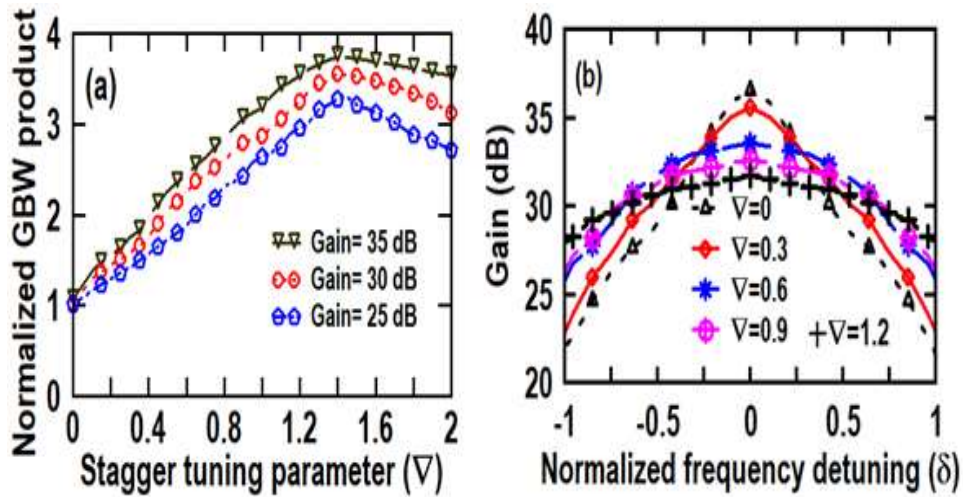 Normalized GBW product
4
3
2
1
0
(a)
Gain= 35 dB
Gain= 30 dB
Gain= 25 dB
0 0.4 0.8 1.2 1.6 2
Stagger tuning parameter (∇)
Gain (dB)
40
35
30
25
20
(b)
∇=0
∇=0.3
∇=0.6
∇=0.9 +∇=1.2
-1 -0.5 0 0.5 1
Normalized frequency detuning (δ)